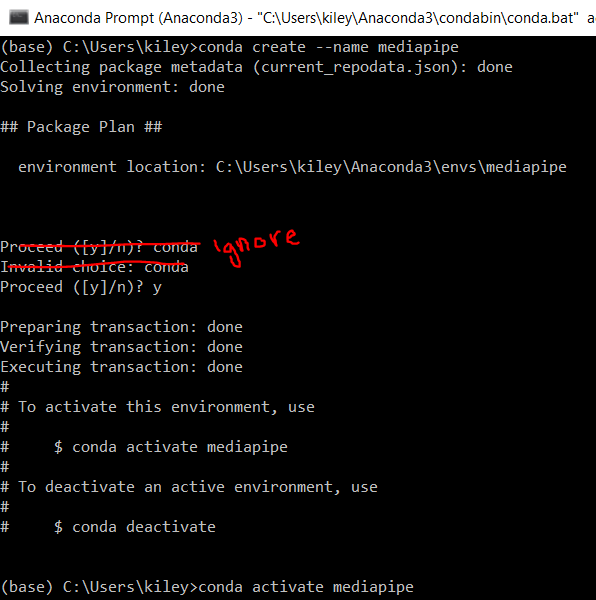 Anaconda Prompt (Anaconda3) - "C:\Users\kiley\Anaconda3\condabin\conda.bat" a
(base) C:\Users\kiley>conda create --name mediapipe
Collecting package metadata (current_repodata.json): done
Solving environment: done
## Package Plan ##
environment location: C:\Users\kiley\Anaconda3\envs\mediapipe
Proceed ([y]/n)? conda ignore
Invalid choice: conda
Proceed ([y]/n)? y
Preparing transaction: done
Verifying transaction: done
Executing transaction: done
#
# To activate this environment, use
#
#     $ conda activate mediapipe
#
# To deactivate an active environment, use
#
#     $ conda deactivate
(base) C:\Users\kiley>conda activate mediapipe